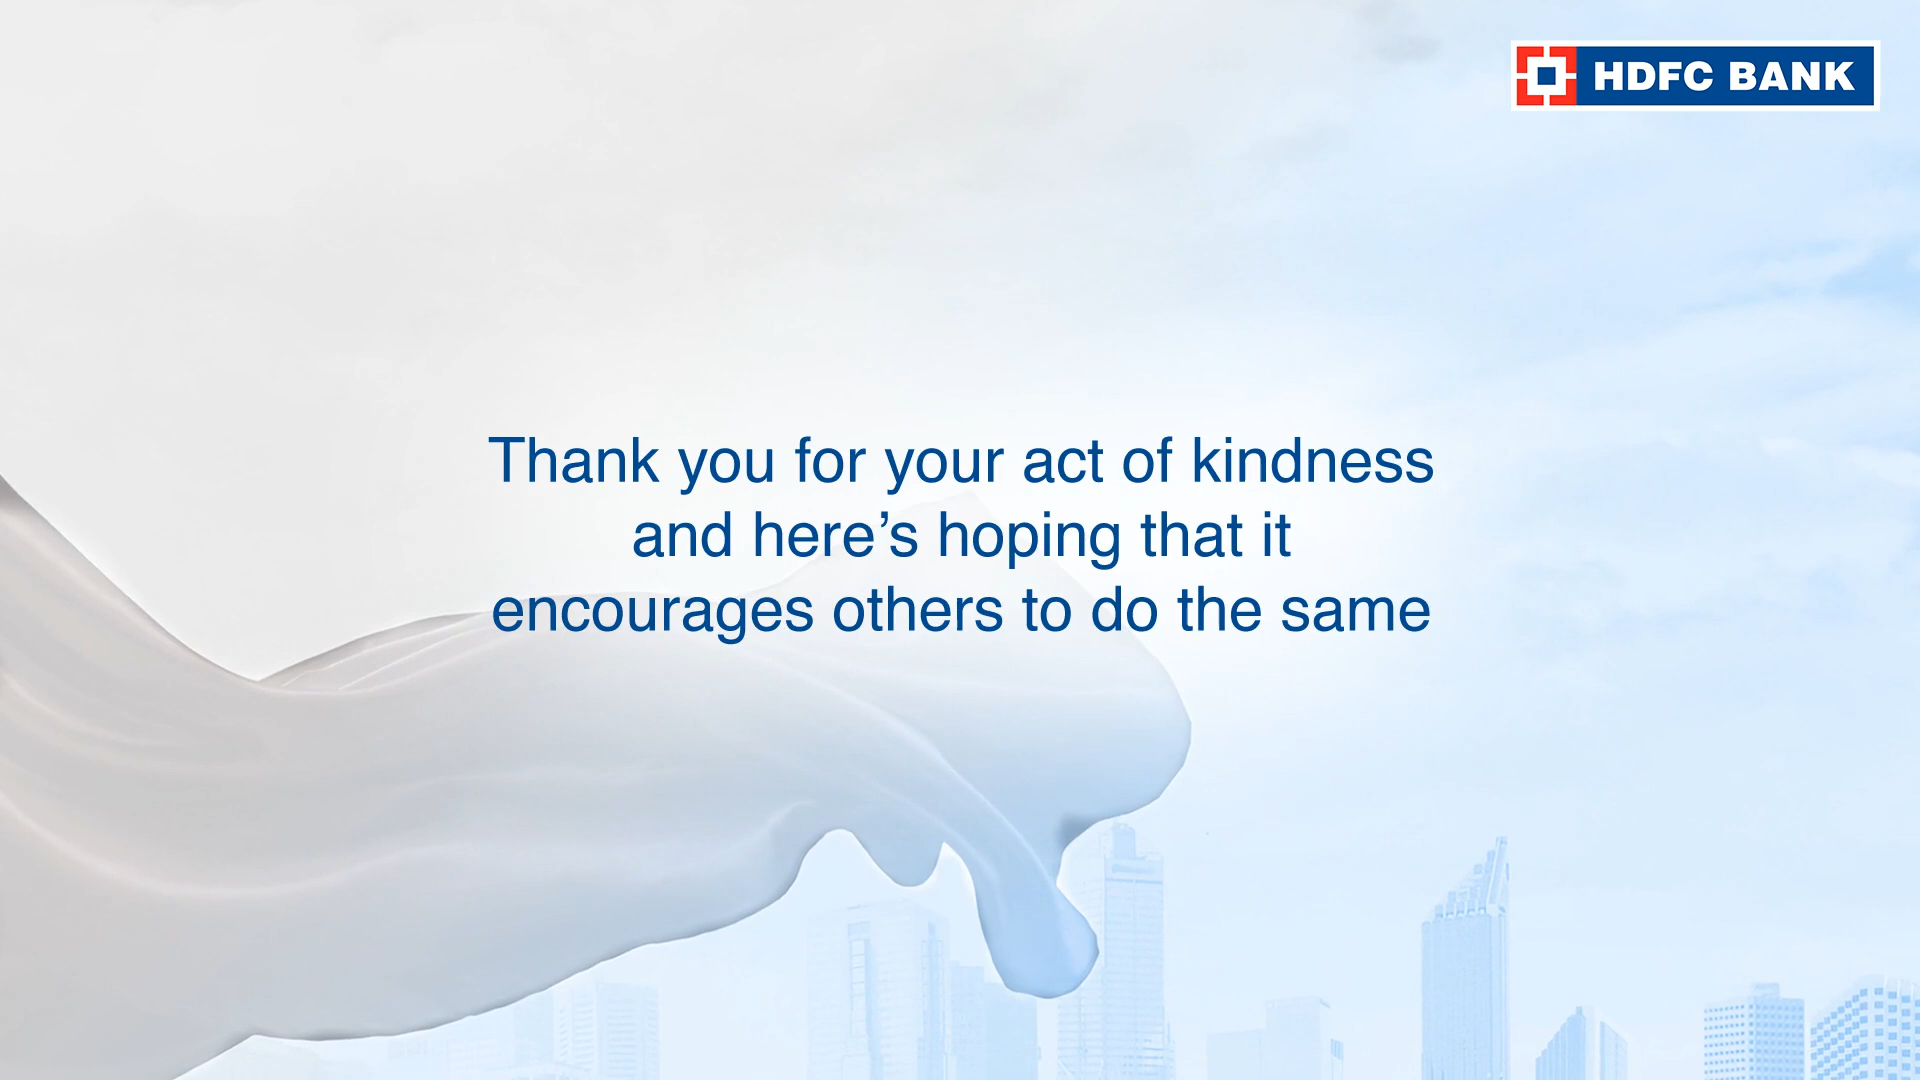 HDFC BANK
Thank you for your act of kindness
and here’s hoping that it
encourages others to do the same